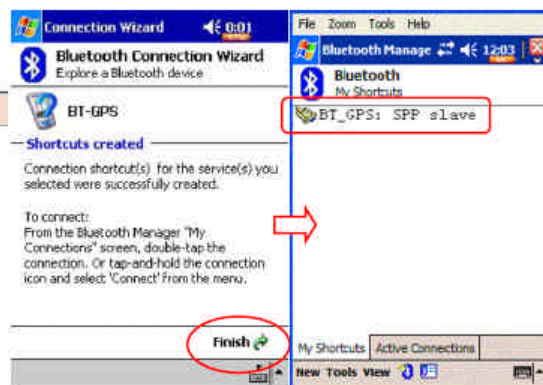 Connection Wizard 0:01
Bluetooth Connection Wizard
Explore a Bluetooth device
BT-GPS
Shortcuts created
Connection shortcut(s) for the service(s) you
selected were successfully created.
To connect:
From the Bluetooth Manager "My
Connections" screen, double-tap the
connection. Or tap-and-hold the connection
icon and select 'Connect' from the menu.
Finish
File Zoom Tools Help
Bluetooth Manage 12:03
Bluetooth
My Shortcuts
BT_GPS: SPP slave
My Shortcuts Active Connections
New Tools View